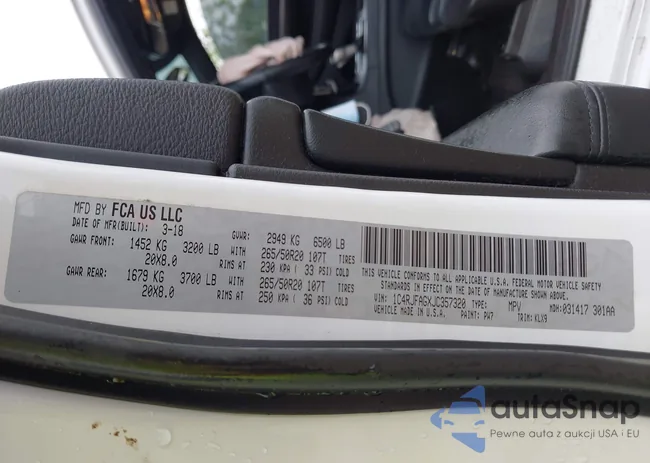 MFD BY FCA US LLC
DATE OF MFR(BUILT): 3-18 GVWR: 2949 KG 6500 LB
GAWR FRONT: 1452 KG 3200 LB WITH 265/50R20 107T TIRES
20X8.0 RIMS AT 230 KPA ( 33 PSI) COLD
GAWR REAR: 1679 KG 3700 LB WITH 265/50R20 107T TIRES
20X8.0 RIMS AT 250 KPA ( 36 PSI) COLD
THIS VEHICLE CONFORMS TO ALL APPLICABLE U.S.A. FEDERAL MOTOR VEHICLE SAFETY
STANDARDS IN EFFECT ON THE DATE OF MANUFACTURE SHOWN ABOVE.
VIN: 1C4RJFAGXJC357320 TYPE: MPV MDH: 031417 301AA
VEHICLE MADE IN U.S.A. PAINT: PW7 TRIM: KLX9
autaSnap
Pewne auta z aukcji USA i EU